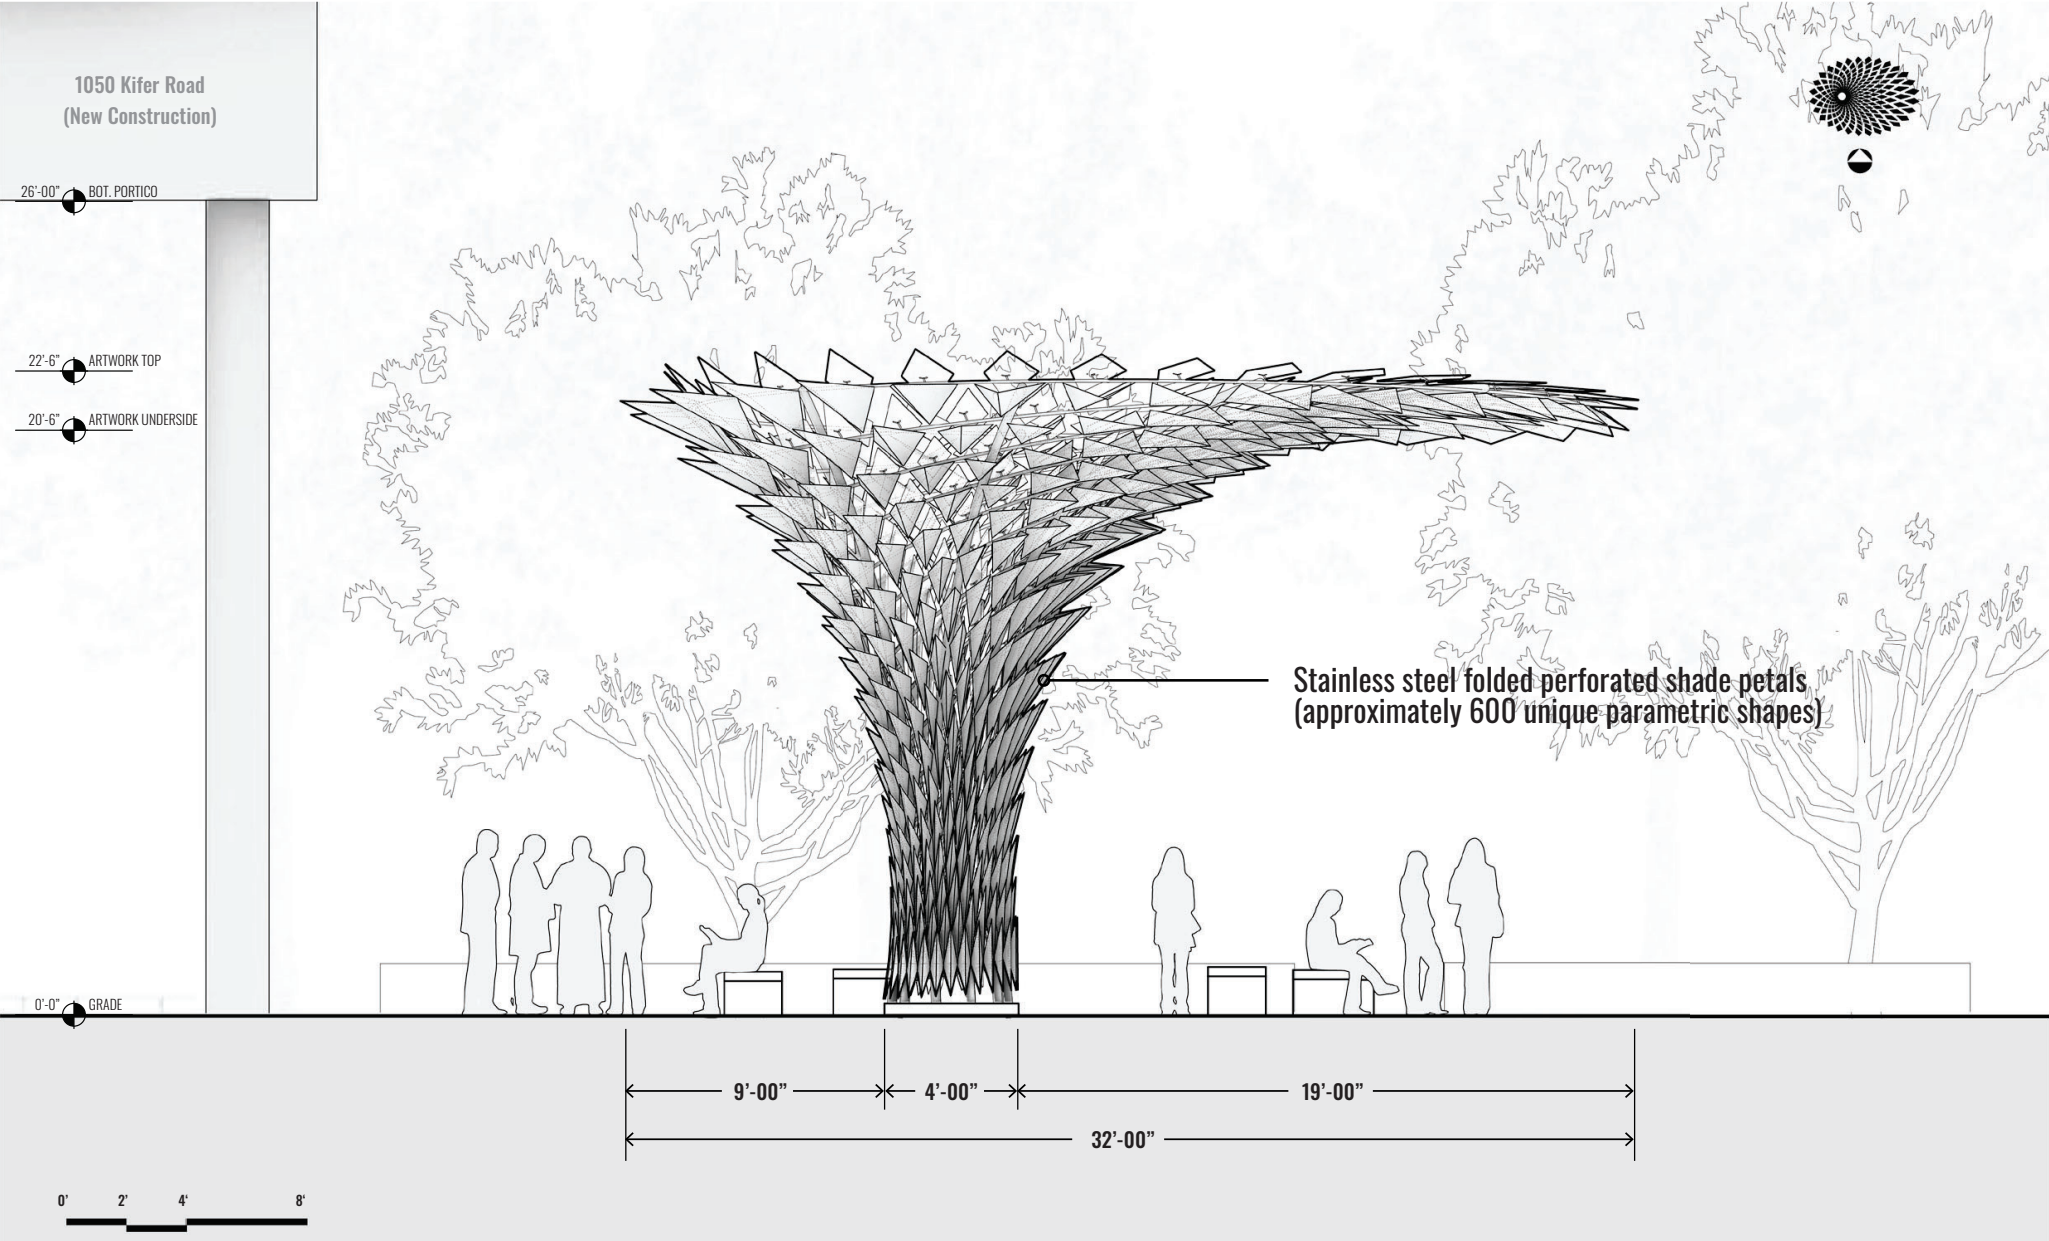 1050 Kifer Road
(New Construction)
26'-00" BOT. PORTICO
22'-6" ARTWORK TOP
20'-6" ARTWORK UNDERSIDE
Stainless steel folded perforated shade petals
(approximately 600 unique parametric shapes)
0'-0" GRADE
9'-00" 4'-00" 19'-00"
32'-00"
0' 2' 4' 8'